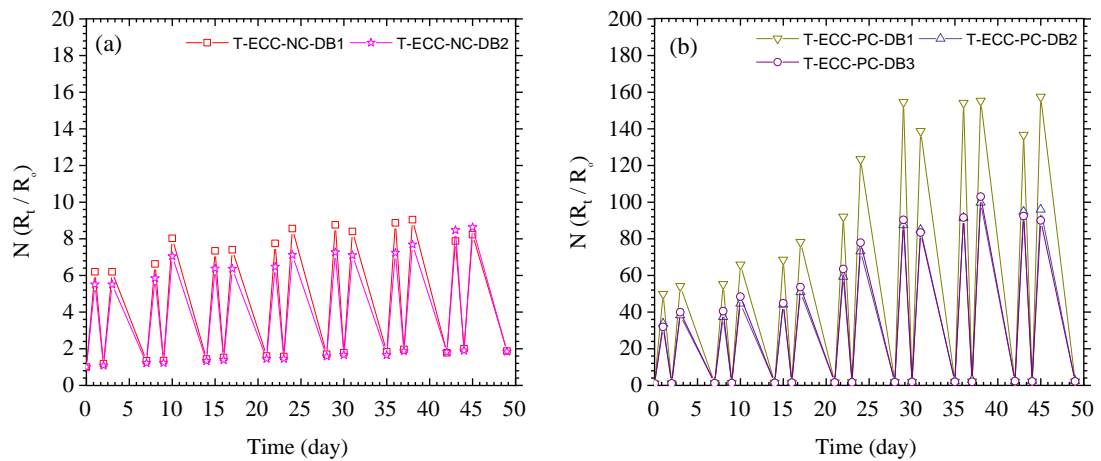 (a)
T-ECC-NC-DB1 T-ECC-NC-DB2
N (Rt / Ro)
20
18
16
14
12
10
8
6
4
2
0
0 5 10 15 20 25 30 35 40 45 50
Time (day)
(b)
T-ECC-PC-DB1 T-ECC-PC-DB2
T-ECC-PC-DB3
N (Rt / Ro)
200
180
160
140
120
100
80
60
40
20
0
0 5 10 15 20 25 30 35 40 45 50
Time (day)